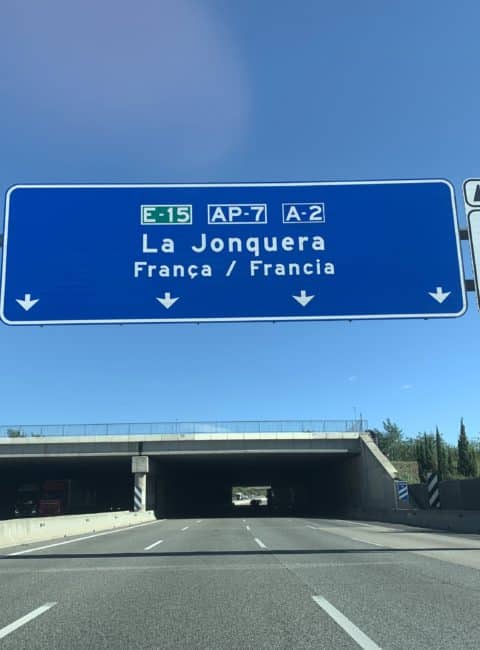 E-15 AP-7 A-2
La Jonquera
França / Francia